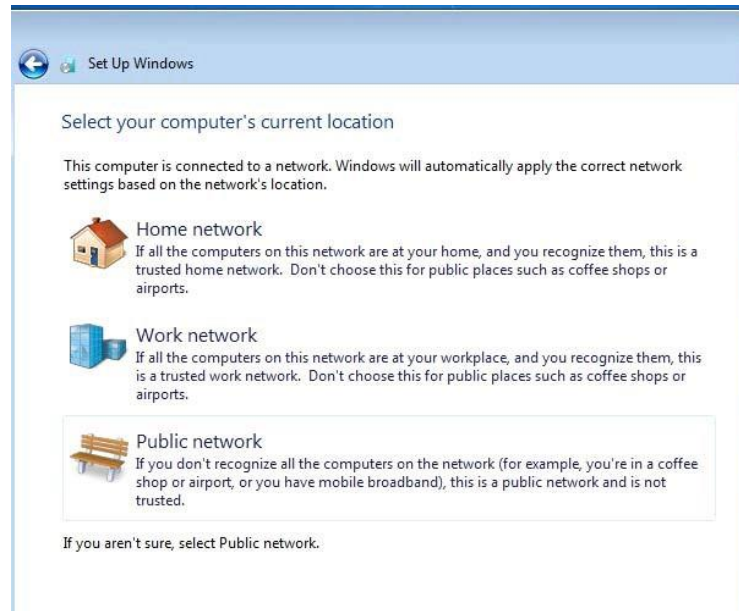 Set Up Windows
Select your computer's current location
This computer is connected to a network. Windows will automatically apply the correct network
settings based on the network's location.
Home network
If all the computers on this network are at your home, and you recognize them, this is a
trusted home network.  Don't choose this for public places such as coffee shops or
airports.
Work network
If all the computers on this network are at your workplace, and you recognize them, this
is a trusted work network.  Don't choose this for public places such as coffee shops or
airports.
Public network
If you don't recognize all the computers on the network (for example, you're in a coffee
shop or airport, or you have mobile broadband), this is a public network and is not
trusted.
If you aren't sure, select Public network.